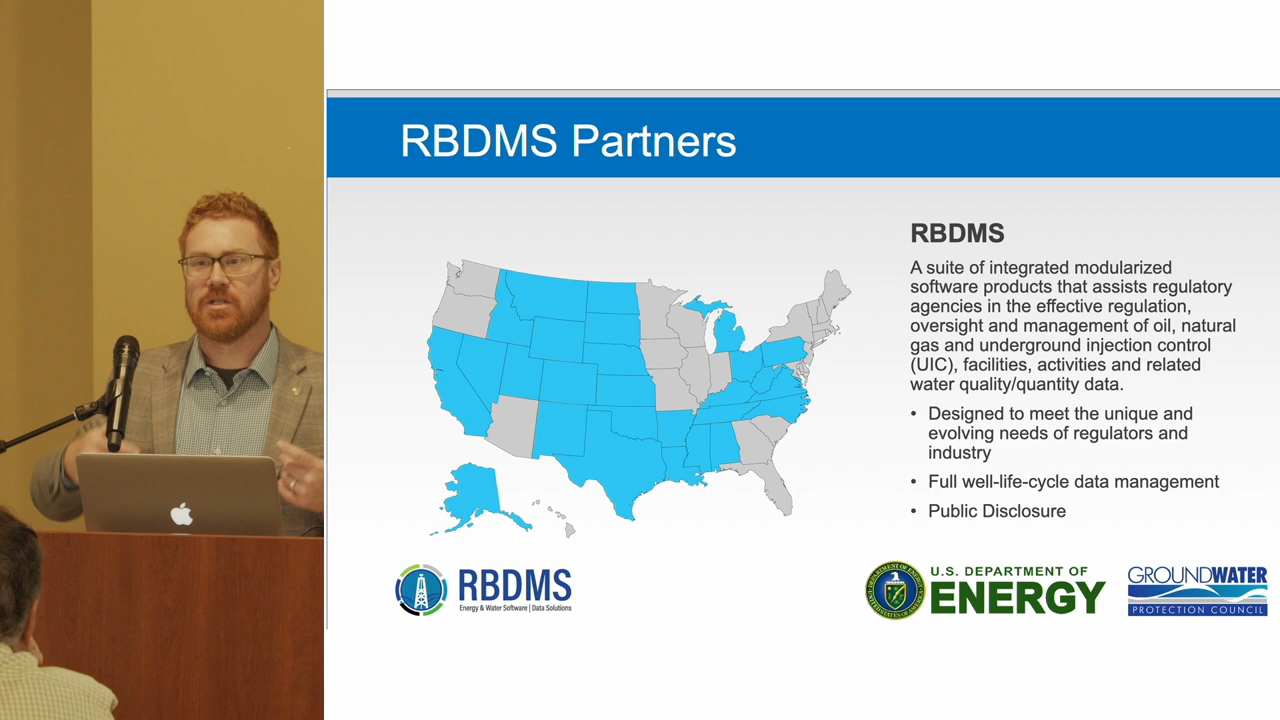 RBDMS Partners
RBDMS
A suite of integrated modularized
software products that assists regulatory
agencies in the effective regulation,
oversight and management of oil, natural
gas and underground injection control
(UIC), facilities, activities and related
water quality/quantity data.
• Designed to meet the unique and
evolving needs of regulators and
industry
• Full well-life-cycle data management
• Public Disclosure
RBDMS
Energy & Water Software | Data Solutions
U.S. DEPARTMENT OF
ENERGY
GROUNDWATER
PROTECTION COUNCIL